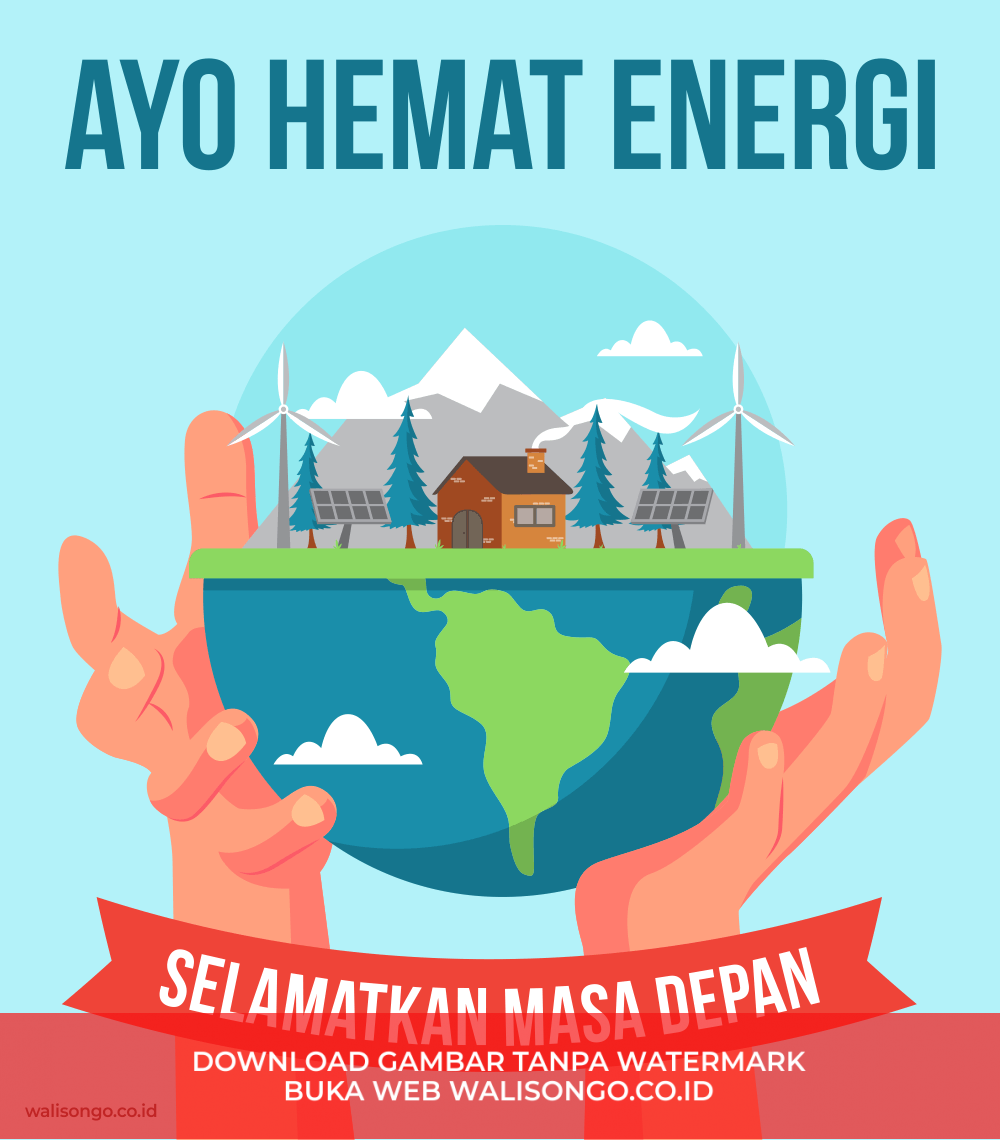 AYO HEMAT ENERGI
SELAMATKAN MASA DEPAN
DOWNLOAD GAMBAR TANPA WATERMARK
BUKA WEB WALISONGO.CO.ID
walisongo.co.id